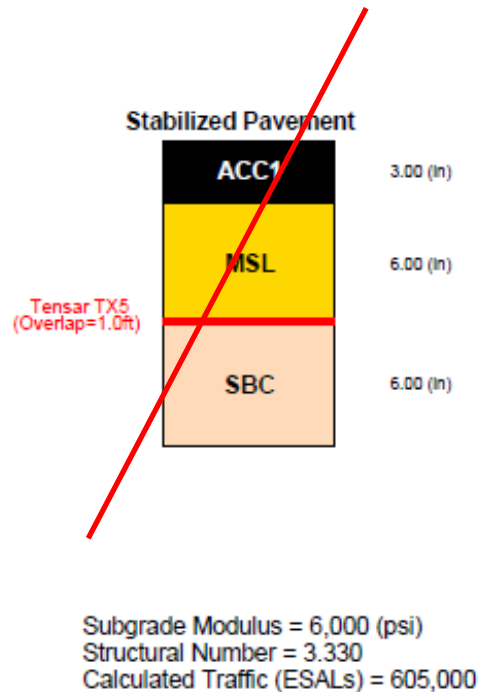 Stabilized Pavement
ACC1
3.00 (in)
MSL
6.00 (in)
Tensar TX5
(Overlap=1.0ft)
SBC
6.00 (in)
Subgrade Modulus = 6,000 (psi)
Structural Number = 3.330
Calculated Traffic (ESALs) = 605,000